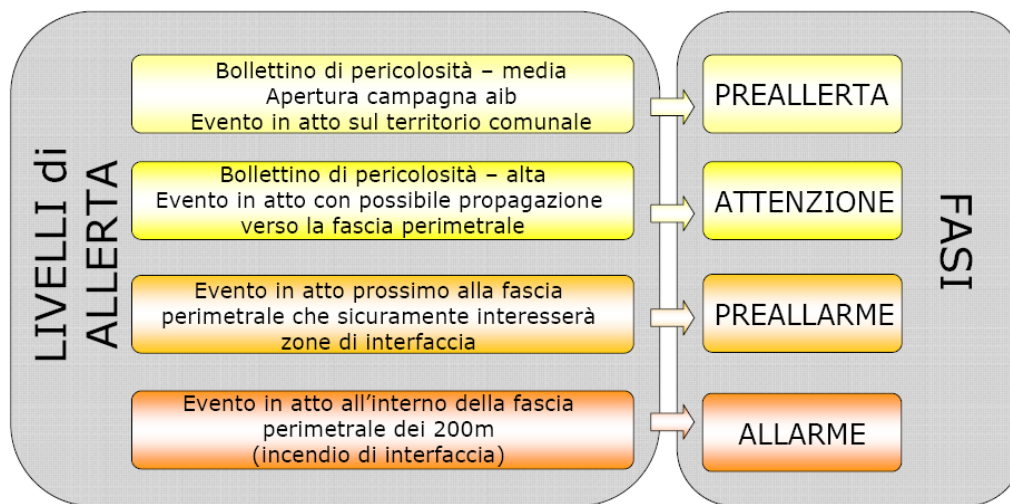 LIVELLI di
ALLERTA
Bollettino di pericolosità – media
Apertura campagna aib
Evento in atto sul territorio comunale
PREALLERTA
Bollettino di pericolosità – alta
Evento in atto con possibile propagazione
verso la fascia perimetrale
ATTENZIONE
Evento in atto prossimo alla fascia
perimetrale che sicuramente interesserà
zone di interfaccia
PREALLARME
Evento in atto all’interno della fascia
perimetrale dei 200m
(incendio di interfaccia)
ALLARME
FASI